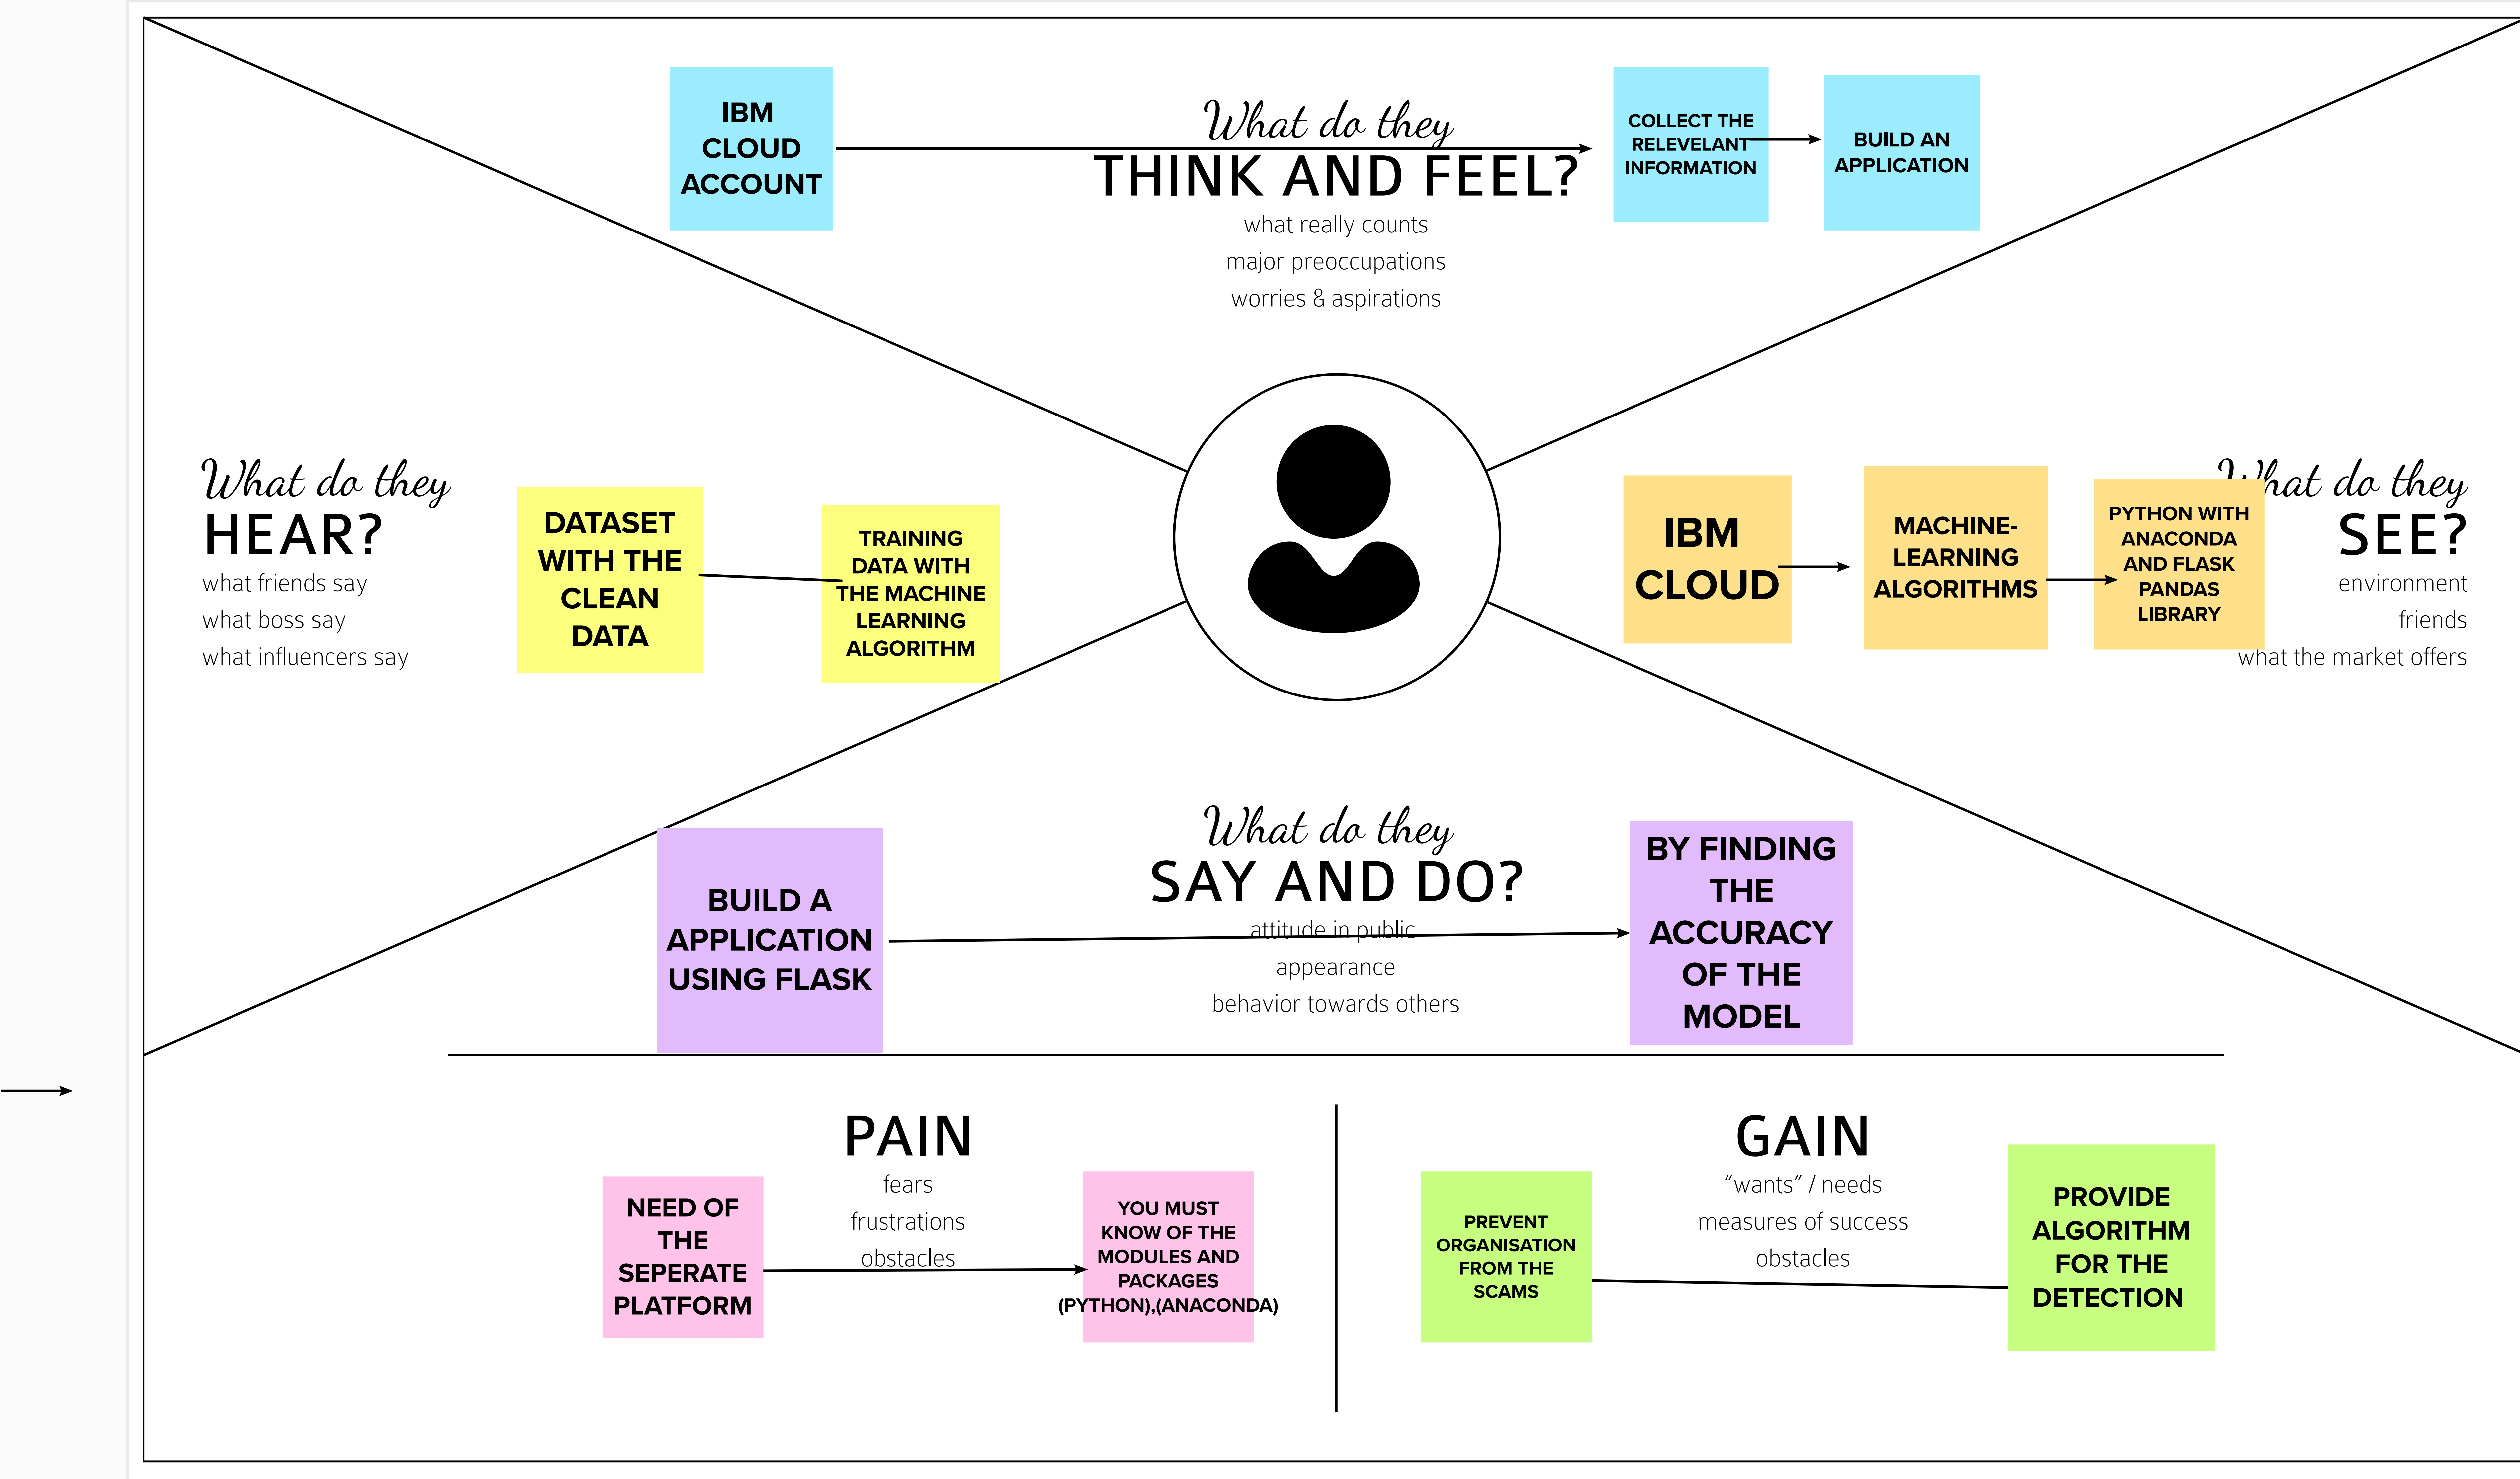 IBM
CLOUD
ACCOUNT
What do they
THINK AND FEEL?
what really counts
major preoccupations
worries & aspirations
COLLECT THE
RELEVELANT
INFORMATION
BUILD AN
APPLICATION
What do they
HEAR?
what friends say
what boss say
what influencers say
DATASET
WITH THE
CLEAN
DATA
TRAINING
DATA WITH
THE MACHINE
LEARNING
ALGORITHM
IBM
CLOUD
MACHINE-
LEARNING
ALGORITHMS
PYTHON WITH
ANACONDA
AND FLASK
PANDAS
LIBRARY
What do they
SEE?
environment
friends
what the market offers
BUILD A
APPLICATION
USING FLASK
What do they
SAY AND DO?
attitude in public
appearance
behavior towards others
BY FINDING
THE
ACCURACY
OF THE
MODEL
PAIN
fears
frustrations
obstacles
NEED OF
THE
SEPERATE
PLATFORM
YOU MUST
KNOW OF THE
MODULES AND
PACKAGES
(PYTHON),(ANACONDA)
GAIN
“wants” / needs
measures of success
obstacles
PREVENT
ORGANISATION
FROM THE
SCAMS
PROVIDE
ALGORITHM
FOR THE
DETECTION